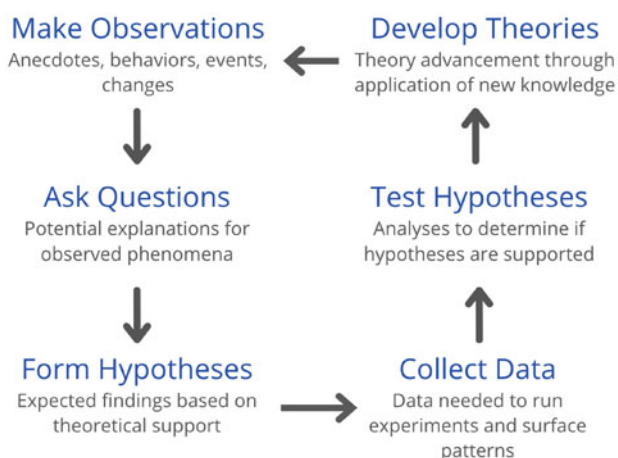 Make Observations
Anecdotes, behaviors, events,
changes
Ask Questions
Potential explanations for
observed phenomena
Form Hypotheses
Expected findings based on
theoretical support
Collect Data
Data needed to run
experiments and surface
patterns
Test Hypotheses
Analyses to determine if
hypotheses are supported
Develop Theories
Theory advancement through
application of new knowledge